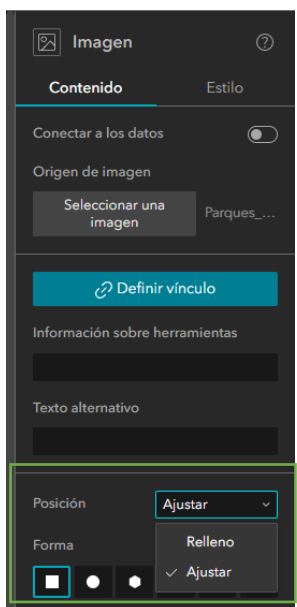 Imagen
Contenido Estilo
Conectar a los datos
Origen de imagen
Seleccionar una
imagen
Parques_...
Definir vínculo
Información sobre herramientas
Texto alternativo
Posición Ajustar
Relleno
Forma
Ajustar